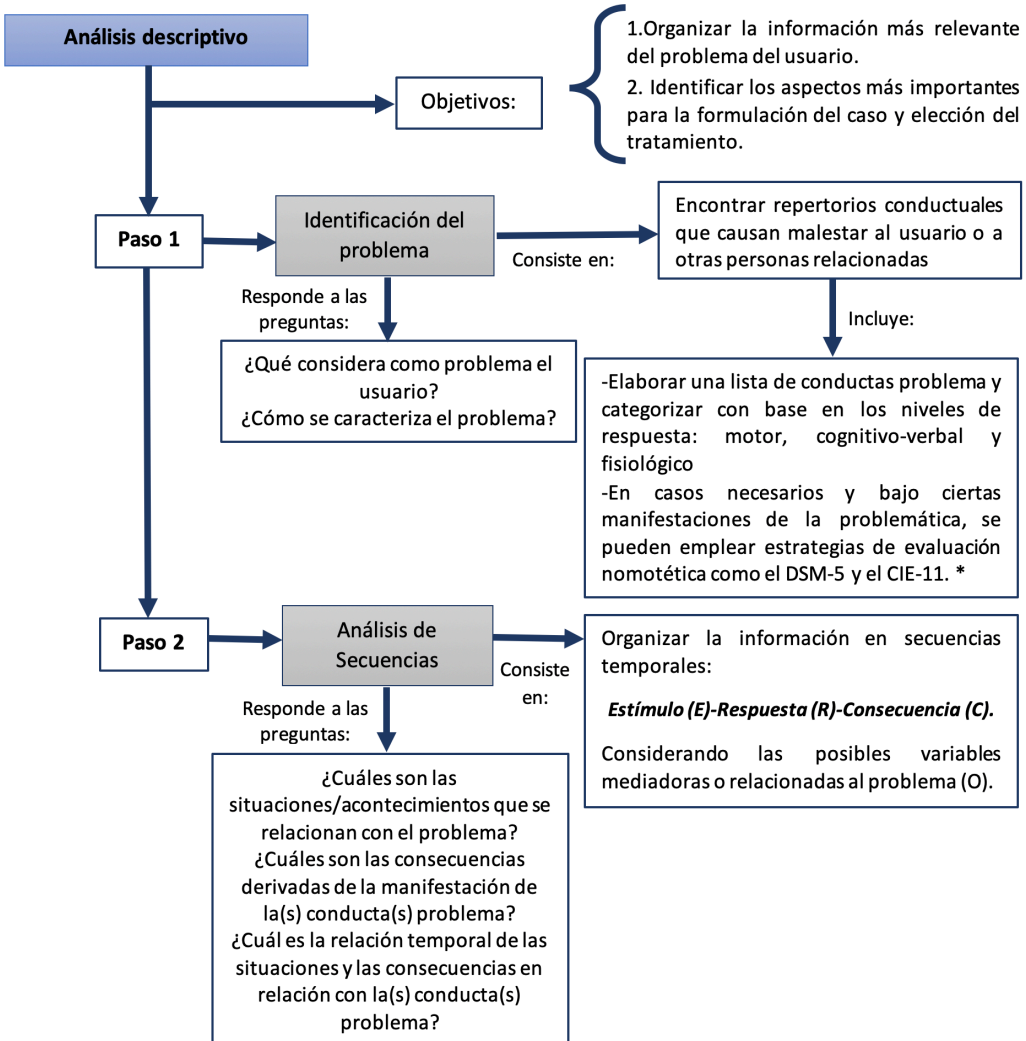 Análisis descriptivo
Objetivos:
1.Organizar la información más relevante
del problema del usuario.
2. Identificar los aspectos más importantes
para la formulación del caso y elección del
tratamiento.
Paso 1
Identificación del
problema
Consiste en:
Encontrar repertorios conductuales
que causan malestar al usuario o a
otras personas relacionadas
Responde a las
preguntas:
¿Qué considera como problema el
usuario?
¿Cómo se caracteriza el problema?
Incluye:
-Elaborar una lista de conductas problema y
categorizar con base en los niveles de
respuesta: motor, cognitivo-verbal y
fisiológico
-En casos necesarios y bajo ciertas
manifestaciones de la problemática, se
pueden emplear estrategias de evaluación
nomotética como el DSM-5 y el CIE-11. *
Paso 2
Análisis de
Secuencias
Consiste
en:
Organizar la información en secuencias
temporales:
Estímulo (E)-Respuesta (R)-Consecuencia (C).
Considerando las posibles variables
mediadoras o relacionadas al problema (O).
Responde a las
preguntas:
¿Cuáles son las
situaciones/acontecimientos que se
relacionan con el problema?
¿Cuáles son las consecuencias
derivadas de la manifestación de
la(s) conducta(s) problema?
¿Cuál es la relación temporal de las
situaciones y las consecuencias en
relación con la(s) conducta(s)
problema?